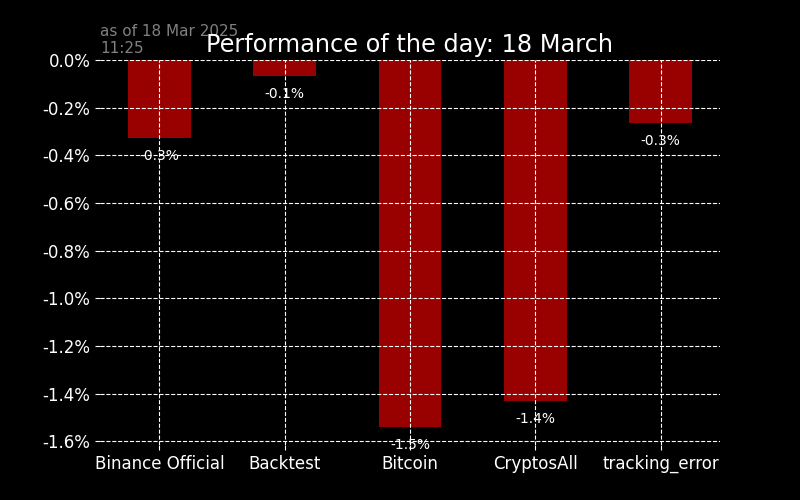 as of 18 Mar 2025
11:25
Performance of the day: 18 March
0.0%
-0.2%
-0.4%
-0.6%
-0.8%
-1.0%
-1.2%
-1.4%
-1.6%
-0.3%
-0.1%
-1.5%
-1.4%
-0.3%
Binance Official
Backtest
Bitcoin
CryptosAll
tracking_error